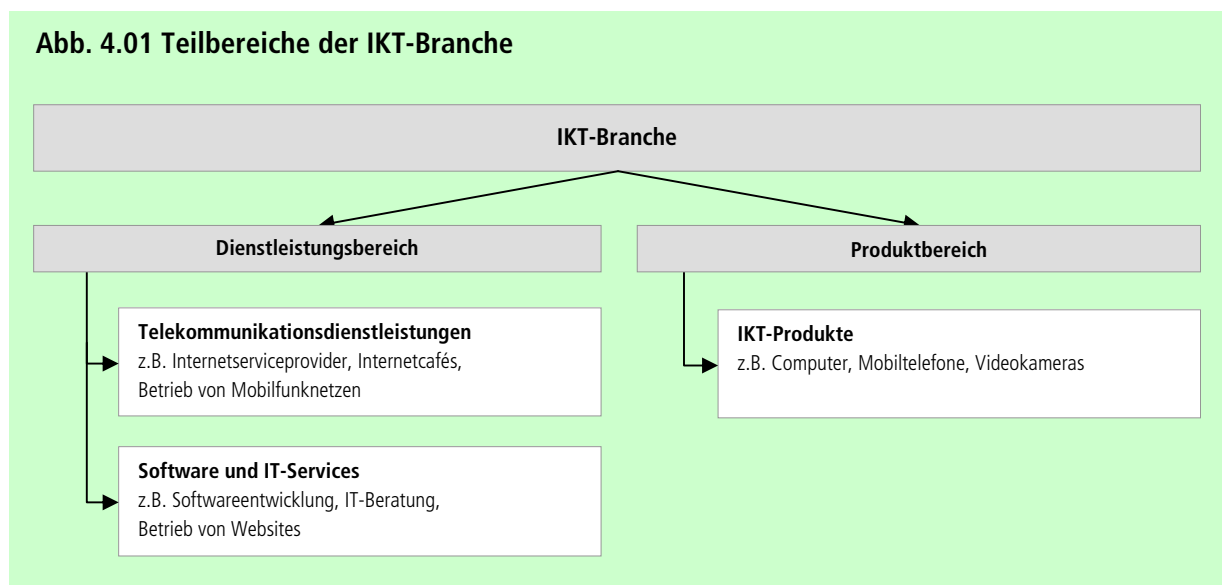 Abb. 4.01 Teilbereiche der IKT-Branche
IKT-Branche
Dienstleistungsbereich
Produktbereich
Telekommunikationsdienstleistungen
z.B. Internetserviceprovider, Internetcafés,
Betrieb von Mobilfunknetzen
IKT-Produkte
z.B. Computer, Mobiltelefone, Videokameras
Software und IT-Services
z.B. Softwareentwicklung, IT-Beratung,
Betrieb von Websites